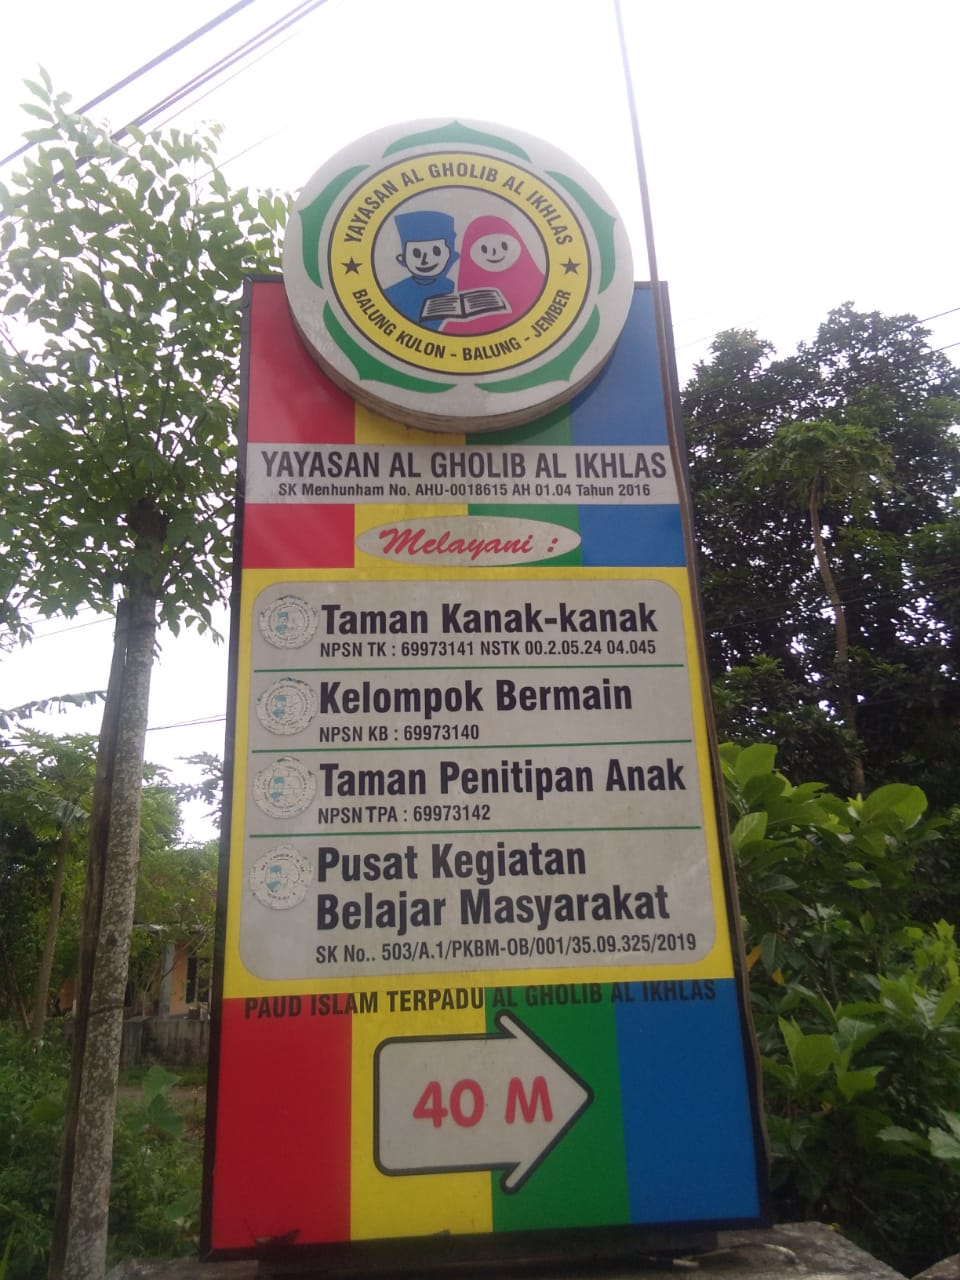 YAYASAN AL GHOLIB AL IKHLAS
BALUNG KULON - BALUNG - JEMBER
YAYASAN AL GHOLIB AL IKHLAS
SK Menhunham No. AHU-0018615 AH 01.04 Tahun 2016
Melayani :
Taman Kanak-kanak
NPSN TK : 69973141 NSTK 00.2.05.24 04.045
Kelompok Bermain
NPSN KB : 69973140
Taman Penitipan Anak
NPSN TPA : 69973142
Pusat Kegiatan
Belajar Masyarakat
SK No.. 503/A.1/PKBM-OB/001/35.09.325/2019
PAUD ISLAM TERPADU AL GHOLIB AL IKHLAS
40 M